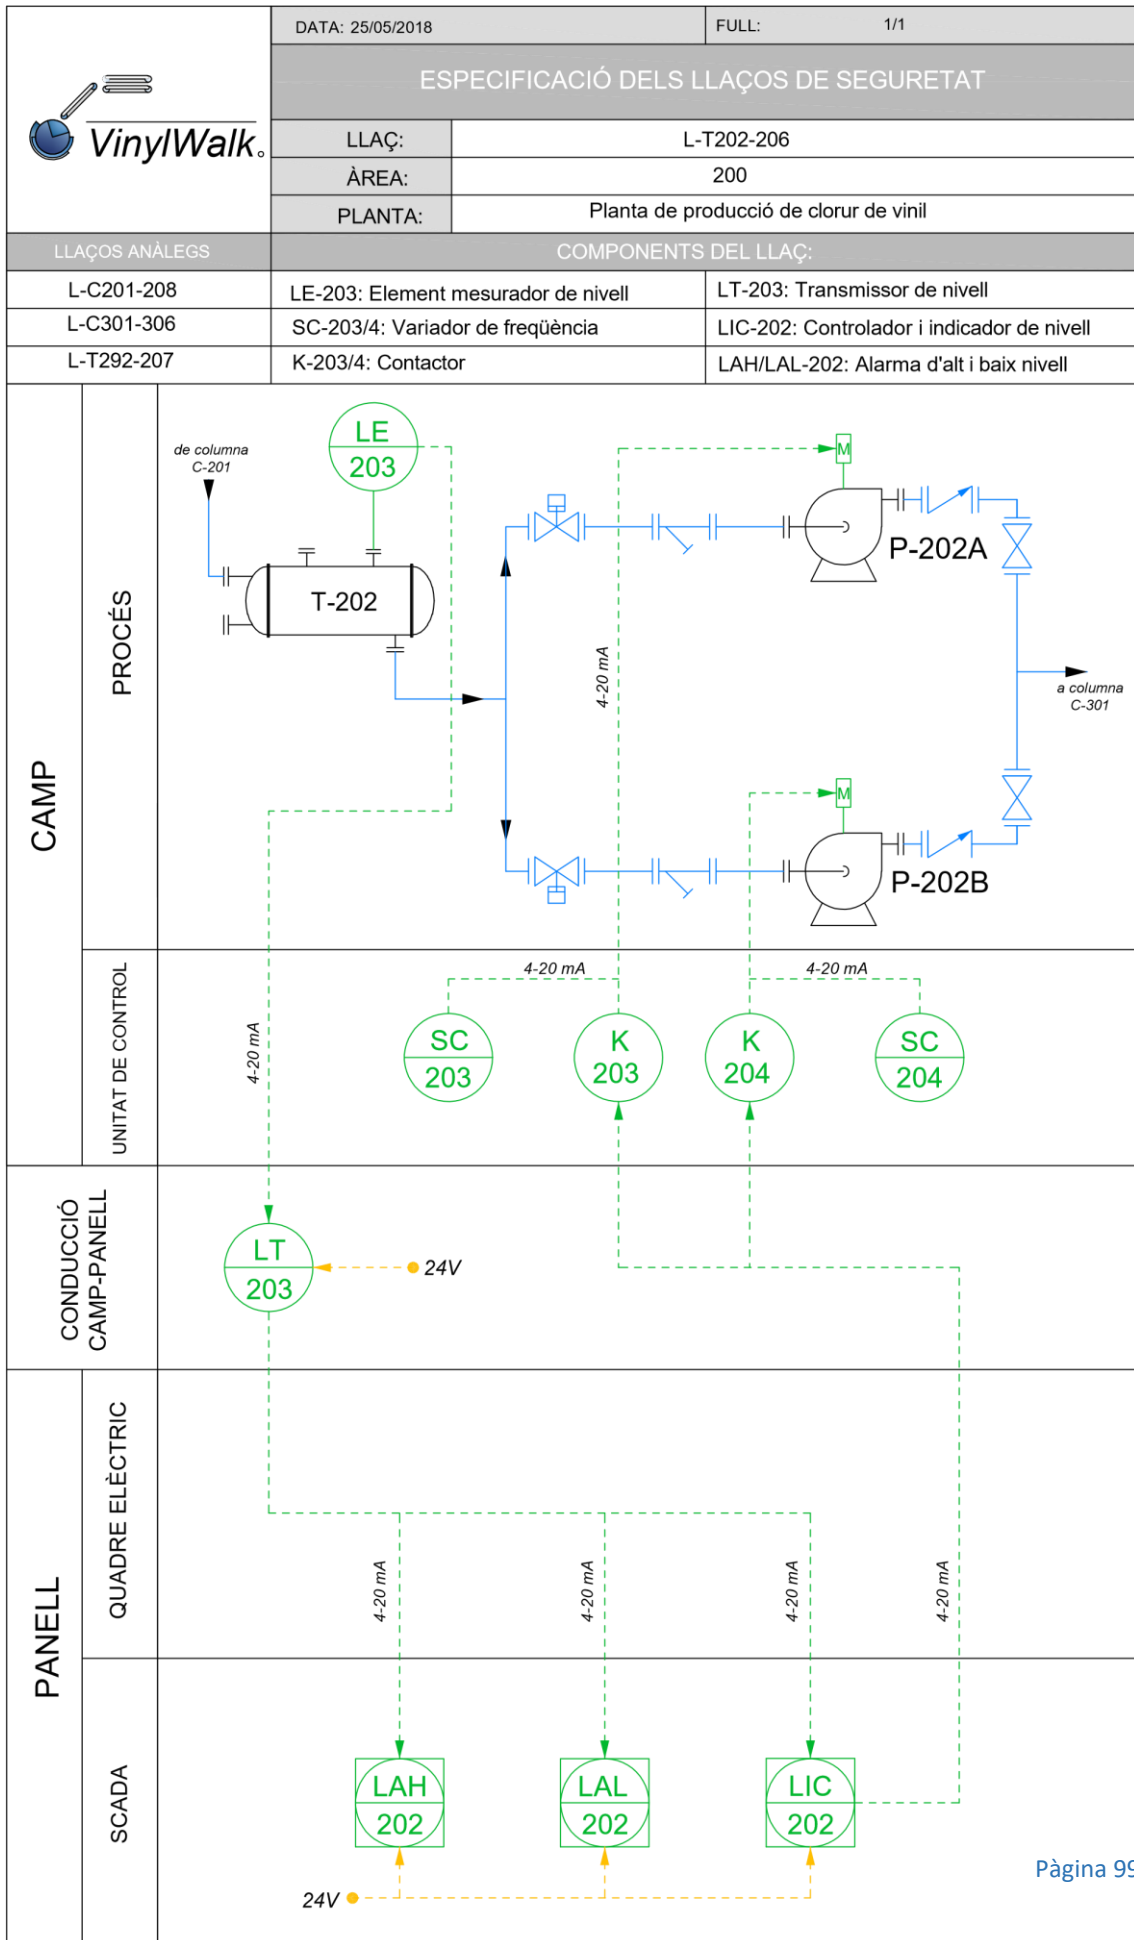 DATA: 25/05/2018
FULL: 1/1
ESPECIFICACIÓ DELS LLAÇOS DE SEGURETAT
VinylWalk
LLAÇ: L-T202-206
ÀREA: 200
PLANTA: Planta de producció de clorur de vinil
LLAÇOS ANÀLEGS
COMPONENTS DEL LLAÇ:
L-C201-208
LE-203: Element mesurador de nivell
LT-203: Transmissor de nivell
L-C301-306
SC-203/4: Variador de freqüència
LIC-202: Controlador i indicador de nivell
L-T292-207
K-203/4: Contactor
LAH/LAL-202: Alarma d'alt i baix nivell
CAMP
PROCÉS
de columna
C-201
LE
203
T-202
M
P-202A
4-20 mA
a columna
C-301
M
P-202B
UNITAT DE CONTROL
4-20 mA
4-20 mA
4-20 mA
SC
203
K
203
K
204
SC
204
CONDUCCIÓ
CAMP-PANELL
LT
203
24V
PANELL
QUADRE ELÈCTRIC
4-20 mA
4-20 mA
4-20 mA
4-20 mA
SCADA
LAH
202
LAL
202
LIC
202
24V
Pàgina 99